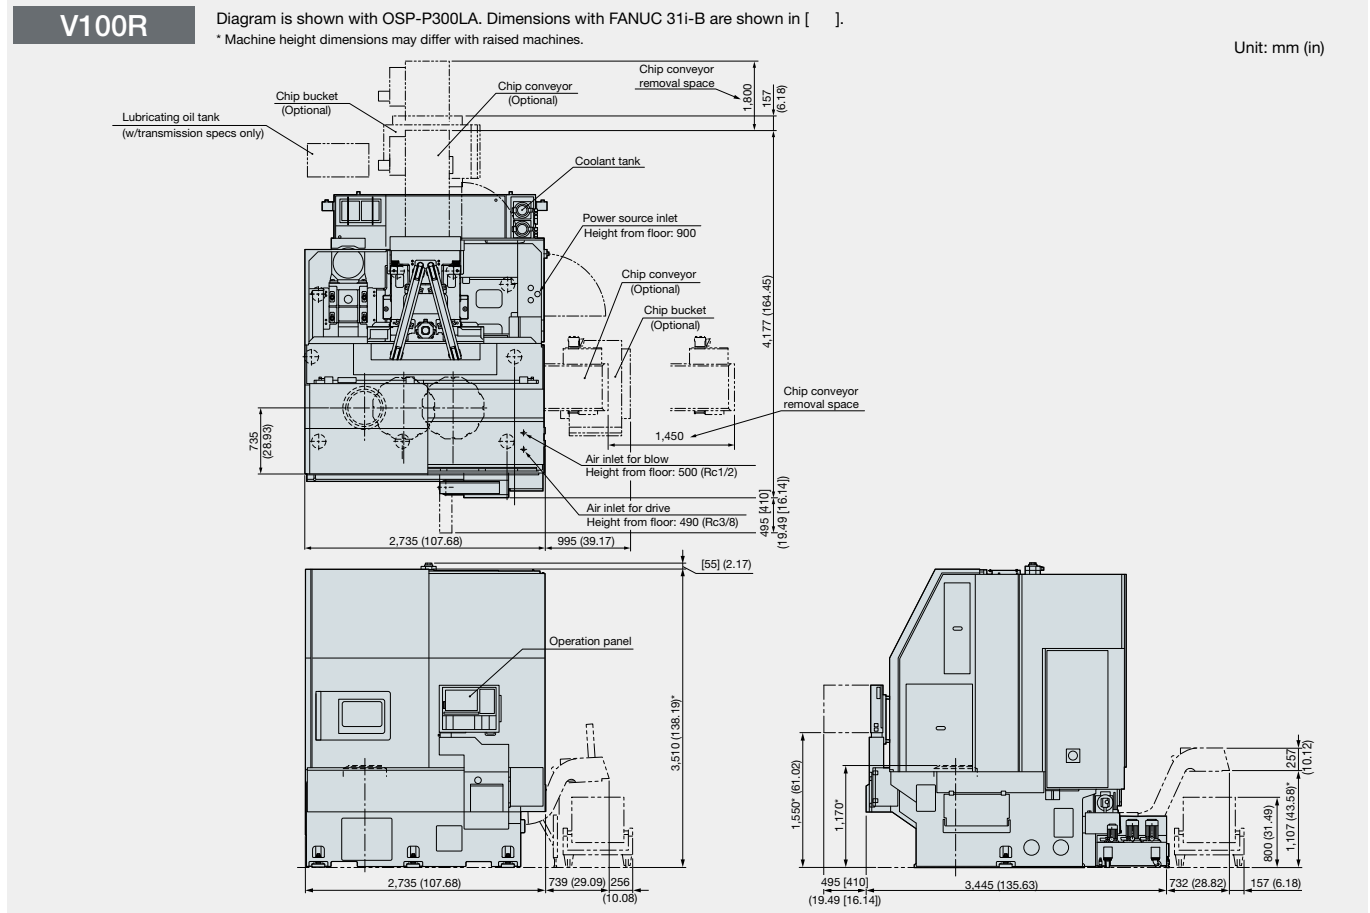 V100R
Diagram is shown with OSP-P300LA. Dimensions with FANUC 31i-B are shown in [ ].
* Machine height dimensions may differ with raised machines.
Unit: mm (in)
Chip conveyor
removal space
1,800
157
(6.18)
Chip conveyor
(Optional)
Chip bucket
(Optional)
Lubricating oil tank
(w/transmission specs only)
Coolant tank
Power source inlet
Height from floor: 900
Chip conveyor
(Optional)
Chip bucket
(Optional)
4,177 (164.45)
Chip conveyor
removal space
1,450
735
(28.93)
Air inlet for blow
Height from floor: 500 (Rc1/2)
Air inlet for drive
Height from floor: 490 (Rc3/8)
495 [410]
(19.49 [16.14])
2,735 (107.68)
995 (39.17)
[55] (2.17)
Operation panel
3,510 (138.19)*
2,735 (107.68)
739 (29.09)
256
(10.08)
1,550* (61.02)
1,170*
257
(10.12)
800 (31.49)
1,107 (43.58)*
495 [410]
(19.49 [16.14])
3,445 (135.63)
732 (28.82)
157 (6.18)